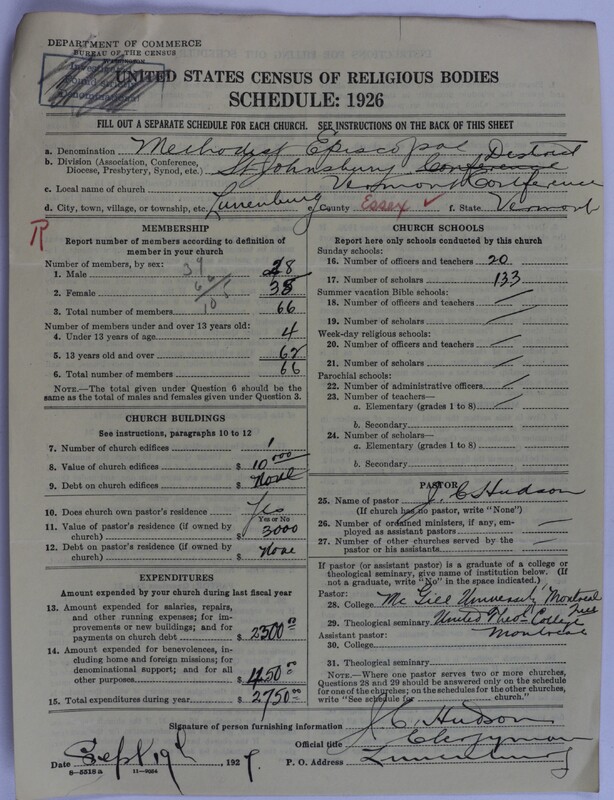 DEPARTMENT OF COMMERCE
BUREAU OF THE CENSUS
WASHINGTON
UNITED STATES CENSUS OF RELIGIOUS BODIES
SCHEDULE: 1926
FILL OUT A SEPARATE SCHEDULE FOR EACH CHURCH. SEE INSTRUCTIONS ON THE BACK OF THIS SHEET
a. Denomination Methodist Episcopal
b. Division (Association, Conference, Diocese, Presbytery, Synod, etc.) St Johnsbury Conference District
c. Local name of church Vermont Conference
d. City, town, village, or township, etc. Lunenburg e. County Essex ✓ f. State Vermont
R
MEMBERSHIP
Report number of members according to definition of
member in your church
Number of members, by sex:
1. Male 28
2. Female 38
3. Total number of members 66
Number of members under and over 13 years old:
4. Under 13 years of age 4
5. 13 years old and over 62
6. Total number of members 66
NOTE.—The total given under Question 6 should be
same as the total of males and females given under Question 3.
CHURCH BUILDINGS
See instructions, paragraphs 10 to 12
7. Number of church edifices 1
8. Value of church edifices $ 10000
9. Debt on church edifices $ None
10. Does church own pastor's residence? Yes
Yes or No
11. Value of pastor's residence (if owned by
church) $ 3000
12. Debt on pastor's residence (if owned by
church) $ None
EXPENDITURES
Amount expended by your church during last fiscal year
13. Amount expended for salaries, repairs,
and other running expenses; for im-
provements or new buildings; and for
payments on church debt $ 2300 00
14. Amount expended for benevolences, in-
cluding home and foreign missions; for
denominational support; and for all
other purposes $ 450 00
15. Total expenditures during year $ 2750 00
CHURCH SCHOOLS
Report here only schools conducted by this church
Sunday schools:
16. Number of officers and teachers 20
17. Number of scholars 133
Summer vacation Bible schools:
18. Number of officers and teachers
19. Number of scholars
Week-day religious schools:
20. Number of officers and teachers
21. Number of scholars
Parochial schools:
22. Number of administrative officers
23. Number of teachers—
a. Elementary (grades 1 to 8)
b. Secondary
24. Number of scholars—
a. Elementary (grades 1 to 8)
b. Secondary
PASTOR
25. Name of pastor J. C. Hudson
(If church has no pastor, write "None")
26. Number of ordained ministers, if any, em-
ployed as assistant pastors
27. Number of other churches served by the
pastor or his assistants
If pastor (or assistant pastor) is a graduate of a college or
theological seminary, give name of institution below. (If
not a graduate, write "No" in the space indicated.)
Pastor:
28. College Mc Gill University Montreal
29. Theological seminary United Theo. College
Montreal
Assistant pastor:
30. College
31. Theological seminary
NOTE.—Where one pastor serves two or more churches,
Questions 28 and 29 should be answered only on the schedule
for one of the churches; on the schedules for the other churches,
write "See schedule for church."
Signature of person furnishing information J. C. Hudson
Official title Clergyman
Date Sept 19th, 1927. P. O. Address Lunenburg
8—5518 a 11—9034